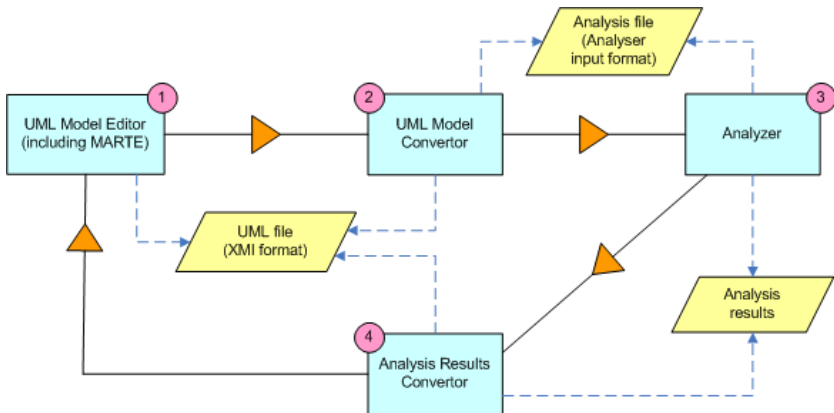 Analysis file
(Analyser
input format)
1
2
3
UML Model Editor
(including MARTE)
UML Model
Convertor
Analyzer
UML file
(XMI format)
Analysis
results
4
Analysis Results
Convertor